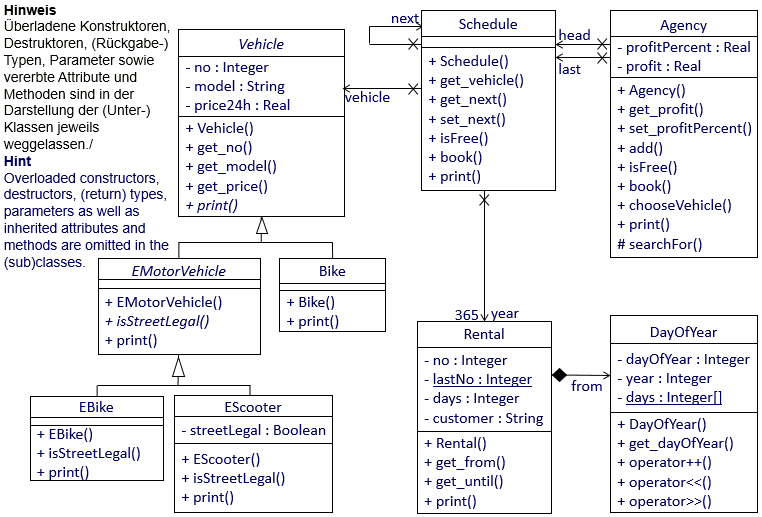 Hinweis
Überladene Konstruktoren,
Destruktoren, (Rückgabe-)
Typen, Parameter sowie
vererbte Attribute und
Methoden sind in der
Darstellung der (Unter-)
Klassen jeweils
weggelassen./
Hint
Overloaded constructors,
destructors, (return) types,
parameters as well as
inherited attributes and
methods are omitted in the
(sub)classes.
Vehicle
- no : Integer
- model : String
- price24h : Real
+ Vehicle()
+ get_no()
+ get_model()
+ get_price()
+ print()
vehicle
next
Schedule
+ Schedule()
+ get_vehicle()
+ get_next()
+ set_next()
+ isFree()
+ book()
+ print()
head
last
Agency
- profitPercent : Real
- profit : Real
+ Agency()
+ get_profit()
+ set_profitPercent()
+ add()
+ isFree()
+ book()
+ chooseVehicle()
+ print()
# searchFor()
EMotorVehicle
+ EMotorVehicle()
+ isStreetLegal()
+ print()
Bike
+ Bike()
+ print()
EBike
+ EBike()
+ isStreetLegal()
+ print()
EScooter
- streetLegal : Boolean
+ EScooter()
+ isStreetLegal()
+ print()
365 year
Rental
- no : Integer
- lastNo : Integer
- days : Integer
- customer : String
+ Rental()
+ get_from()
+ get_until()
+ print()
from
DayOfYear
- dayOfYear : Integer
- year : Integer
- days : Integer[]
+ DayOfYear()
+ get_dayOfYear()
+ operator++()
+ operator<<()
+ operator>>()